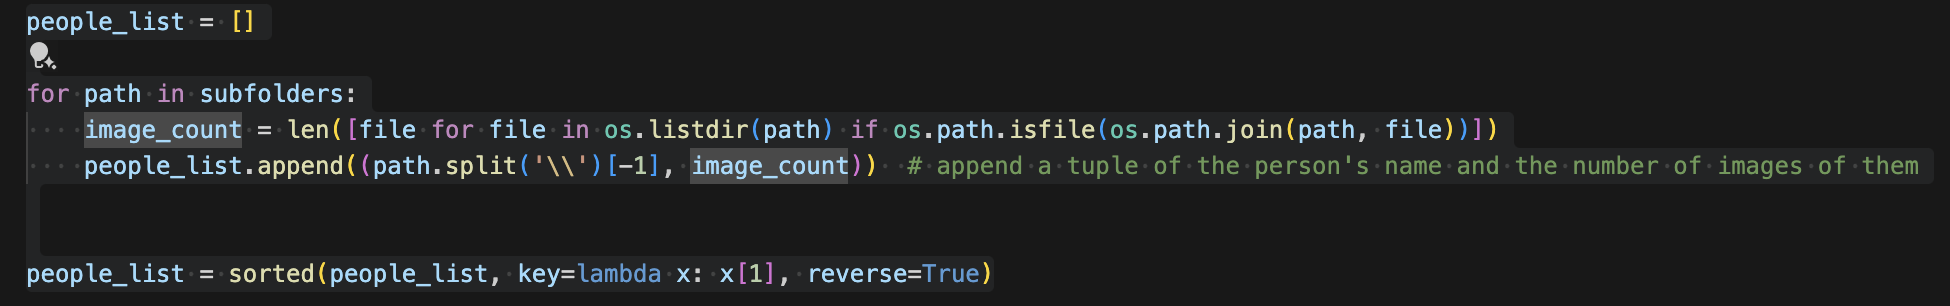 people_list = []
for path in subfolders:
    image_count = len([file for file in os.listdir(path) if os.path.isfile(os.path.join(path, file))])
    people_list.append((path.split('\\')[-1], image_count))  # append a tuple of the person's name and the number of images of them
people_list = sorted(people_list, key=lambda x: x[1], reverse=True)